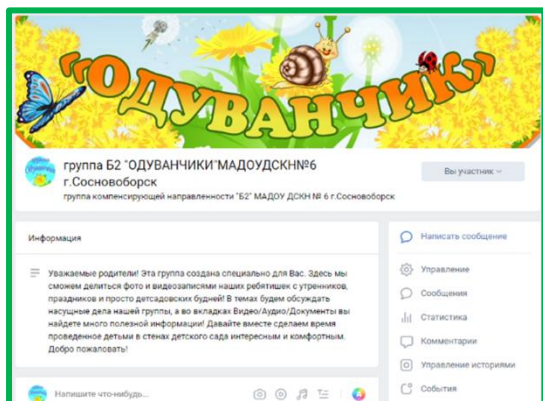 «ОДУВАНЧИК»
группа Б2 "ОДУВАНЧИКИ"МАДОУДСКН№6
г.Сосновоборск
группа компенсирующей направленности "Б2" МАДОУ ДСКН № 6 г.Сосновоборск
Вы участник
Информация
Уважаемые родители! Эта группа создана специально для Вас. Здесь мы
сможем делиться фото и видеозаписями наших ребятишек с утренников,
праздников и просто детсадовских будней! В темах будем обсуждать
насущные дела нашей группы, а во вкладках Видео/Аудио/Документы вы
найдете много полезной информации! Давайте вместе сделаем время
проведенное детьми в стенах детского сада интересным и комфортным.
Добро пожаловать!
Напишите что-нибудь...
Написать сообщение
Управление
Сообщения
Статистика
Комментарии
Управление историями
События